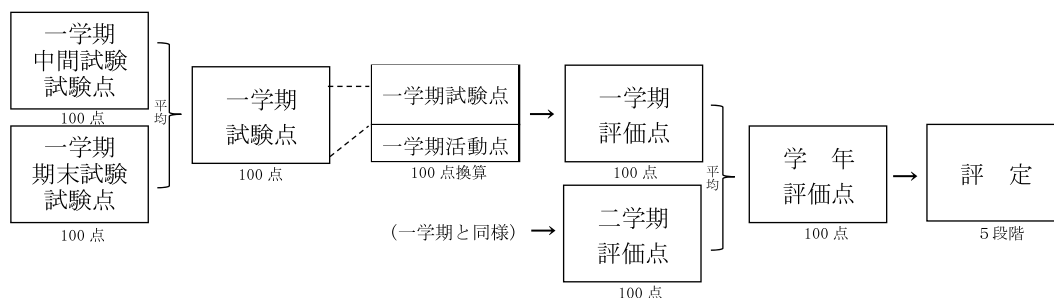 一学期
中間試験
試験点
100 点
一学期
期末試験
試験点
100 点
平均
一学期
試験点
100 点
一学期試験点
一学期活動点
100 点換算
一学期
評価点
100 点
(一学期と同様)
二学期
評価点
100 点
平均
学 年
評価点
100 点
評 定
５段階